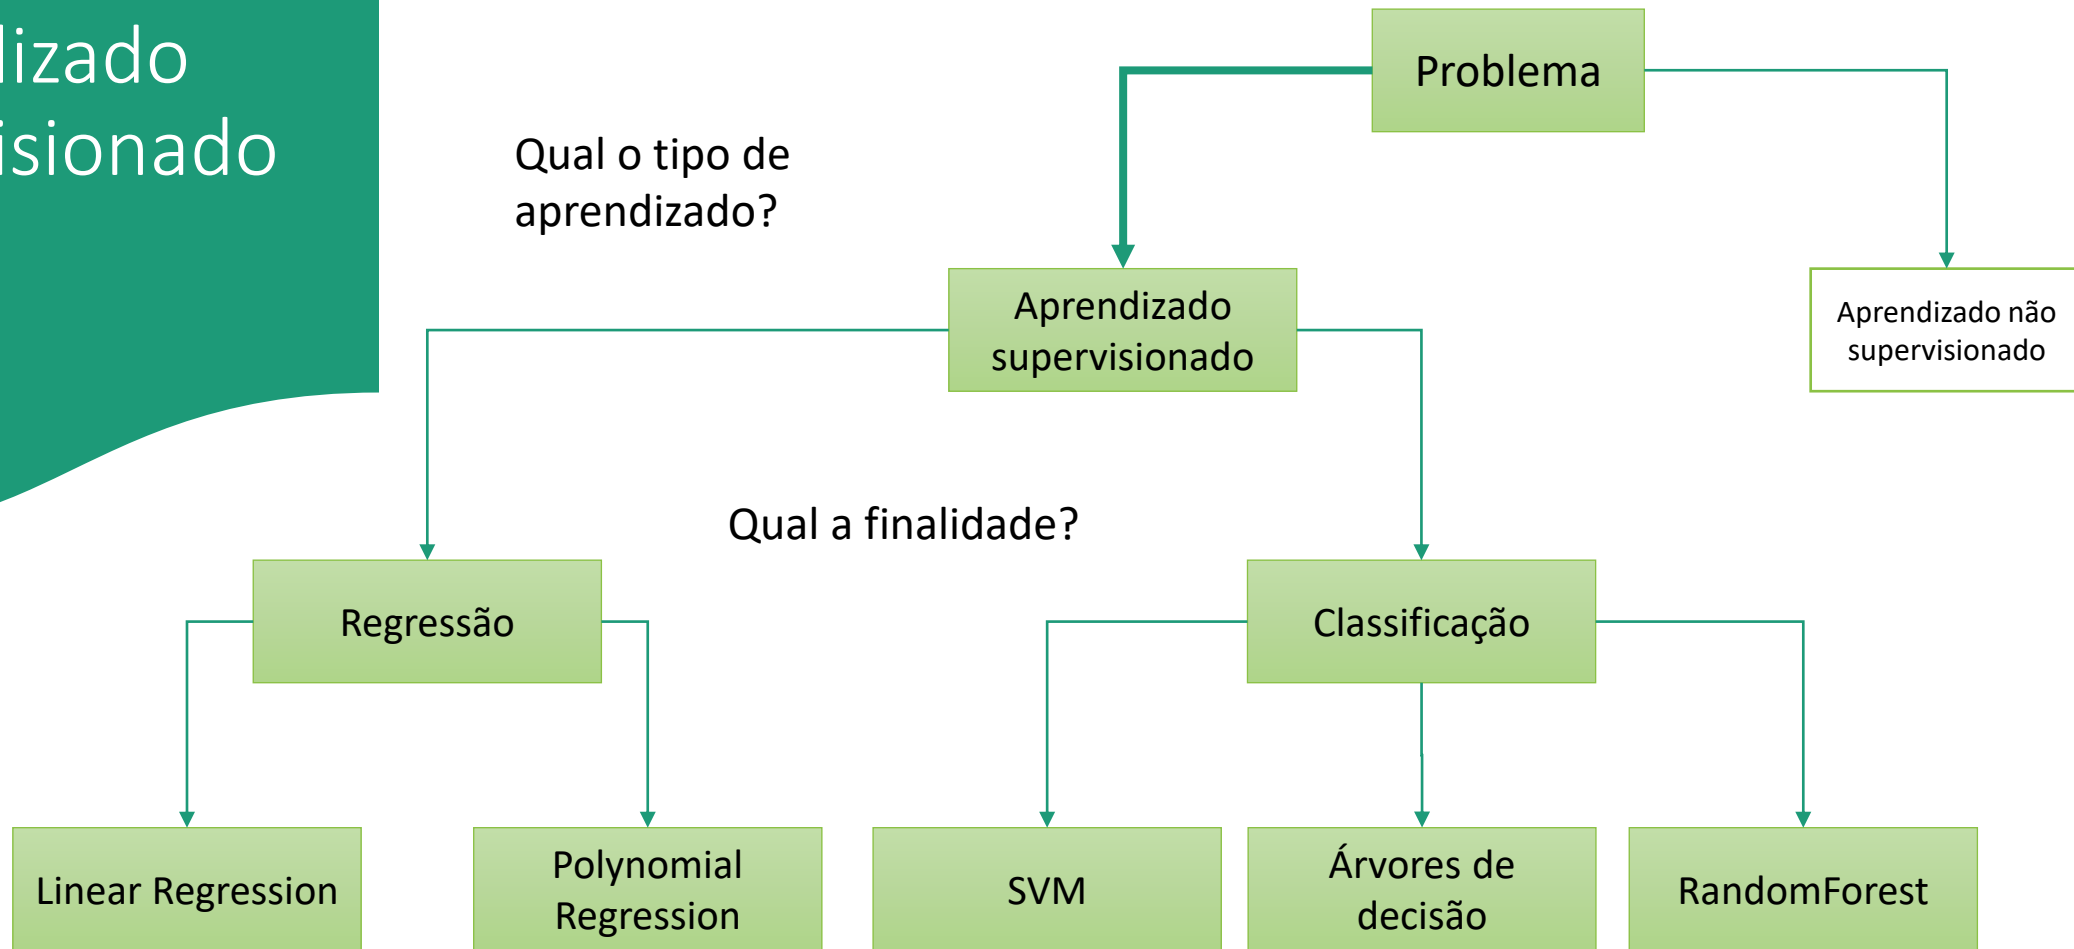 lizado
isionado
Problema
Qual o tipo de
aprendizado?
Aprendizado
supervisionado
Aprendizado não
supervisionado
Qual a finalidade?
Regressão
Classificação
Linear Regression
Polynomial
Regression
SVM
Árvores de
decisão
RandomForest